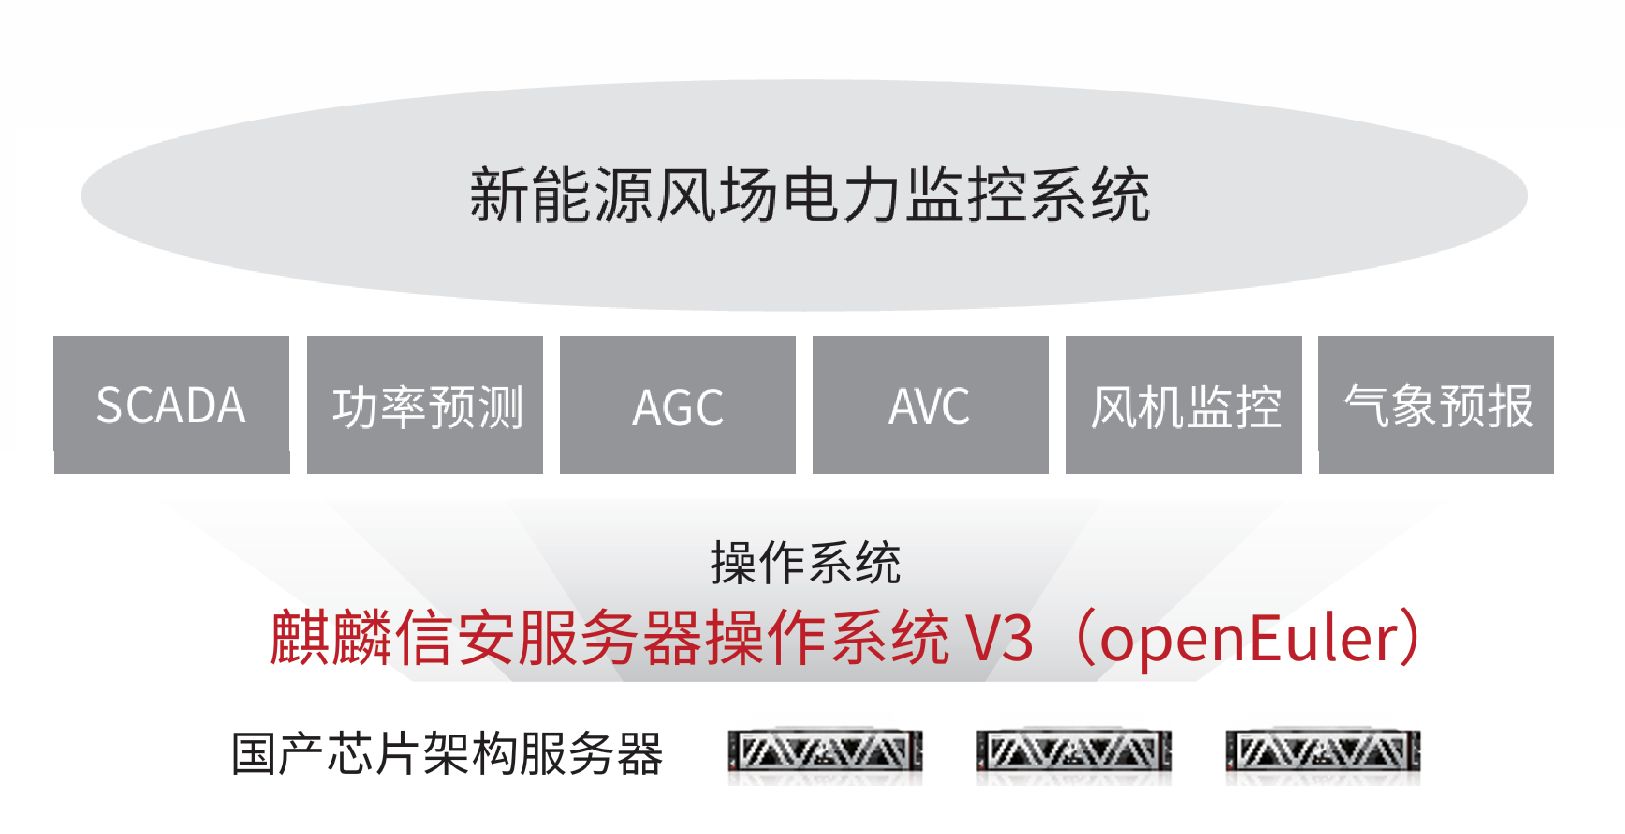 新能源风场电力监控系统
SCADA
功率预测
AGC
AVC
风机监控
气象预报
操作系统
麒麟信安服务器操作系统 V3（openEuler）
国产芯片架构服务器